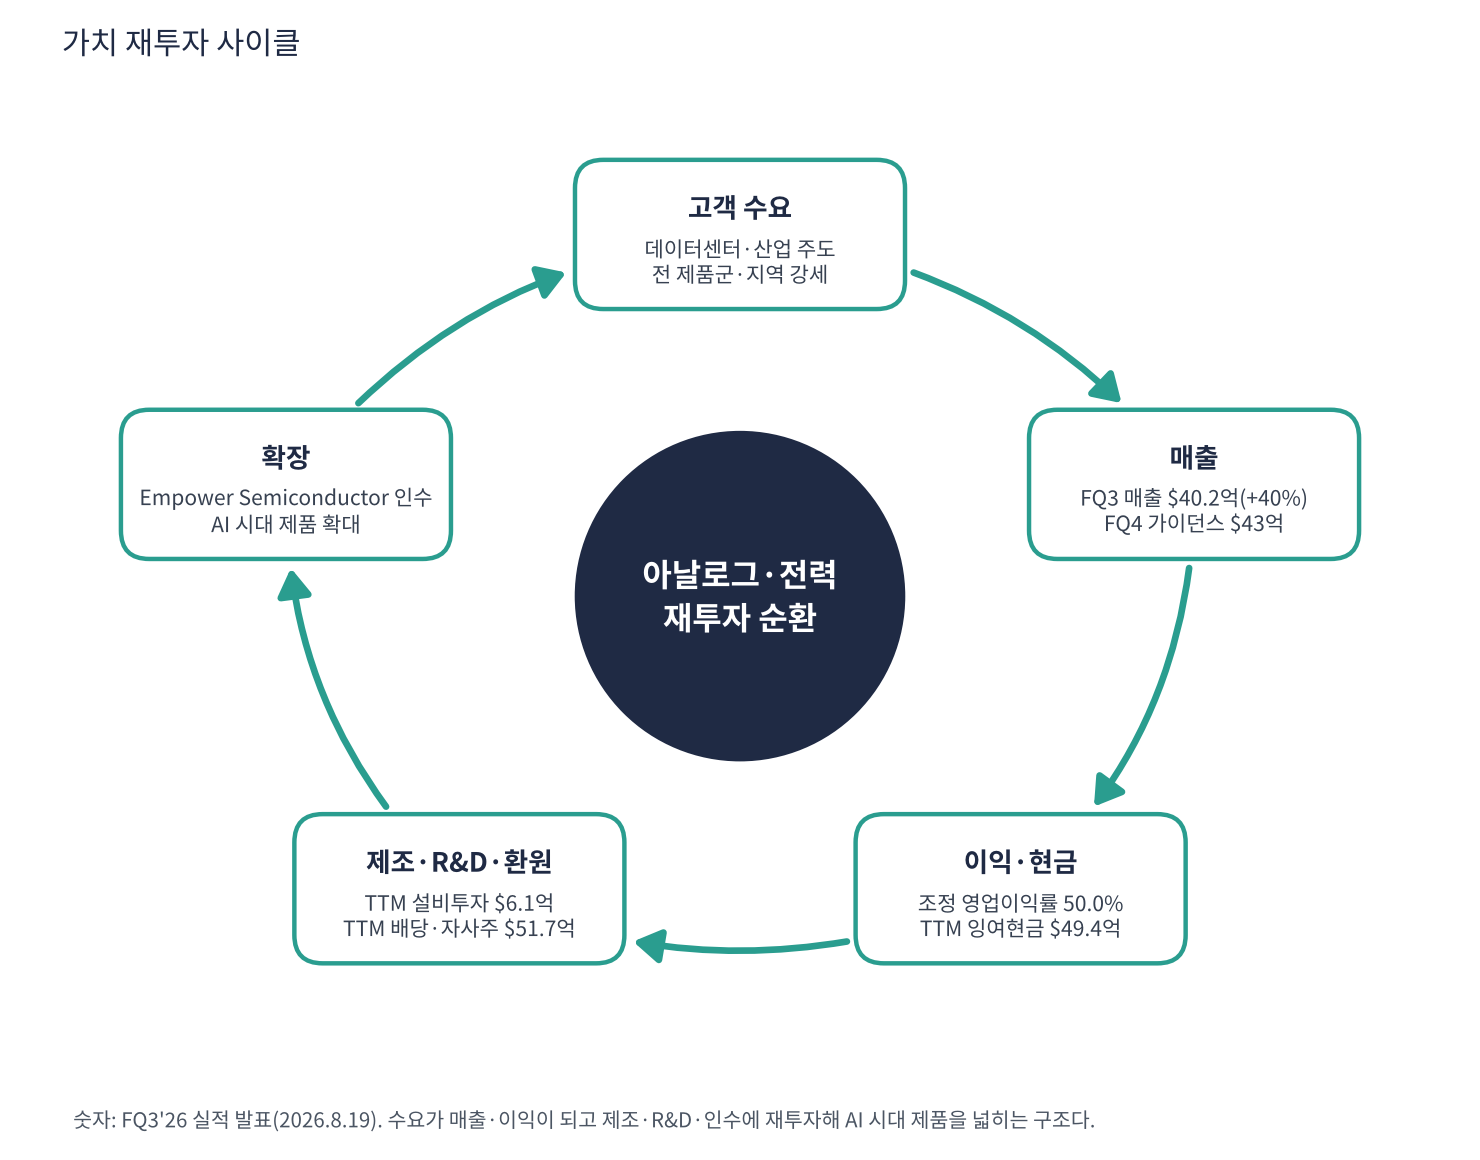 가치 재투자 사이클
고객 수요
데이터센터·산업 주도
전 제품군·지역 강세
매출
FQ3 매출 $40.2억(+40%)
FQ4 가이던스 $43억
이익·현금
조정 영업이익률 50.0%
TTM 잉여현금 $49.4억
제조·R&D·환원
TTM 설비투자 $6.1억
TTM 배당·자사주 $51.7억
확장
Empower Semiconductor 인수
AI 시대 제품 확대
아날로그·전력
재투자 순환
숫자: FQ3'26 실적 발표(2026.8.19). 수요가 매출·이익이 되고 제조·R&D·인수에 재투자해 AI 시대 제품을 넓히는 구조다.